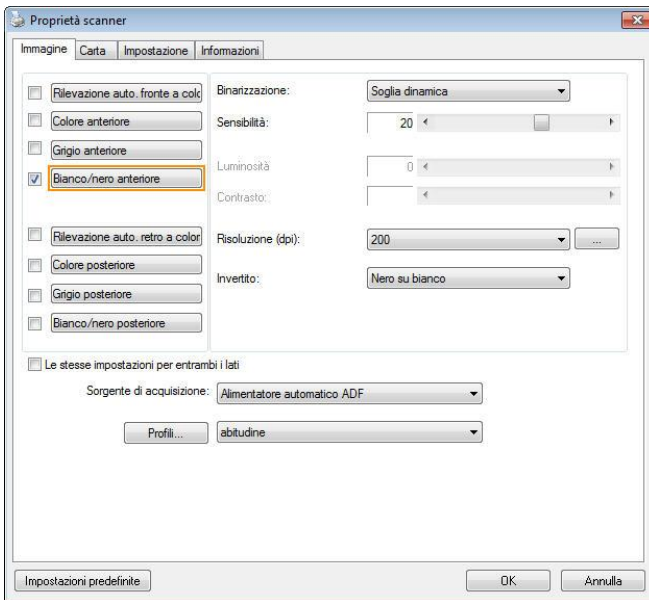 Proprietà scanner
Immagine Carta Impostazione Informazioni
Rilevazione auto. fronte a colo
Colore anteriore
Grigio anteriore
Bianco/nero anteriore
Rilevazione auto. retro a color
Colore posteriore
Grigio posteriore
Bianco/nero posteriore
Binarizzazione: Soglia dinamica
Sensibilità: 20
Luminosità 0
Contrasto:
Risoluzione (dpi): 200 ...
Invertito: Nero su bianco
Le stesse impostazioni per entrambi i lati
Sorgente di acquisizione: Alimentatore automatico ADF
Profili... abitudine
Impostazioni predefinite OK Annulla